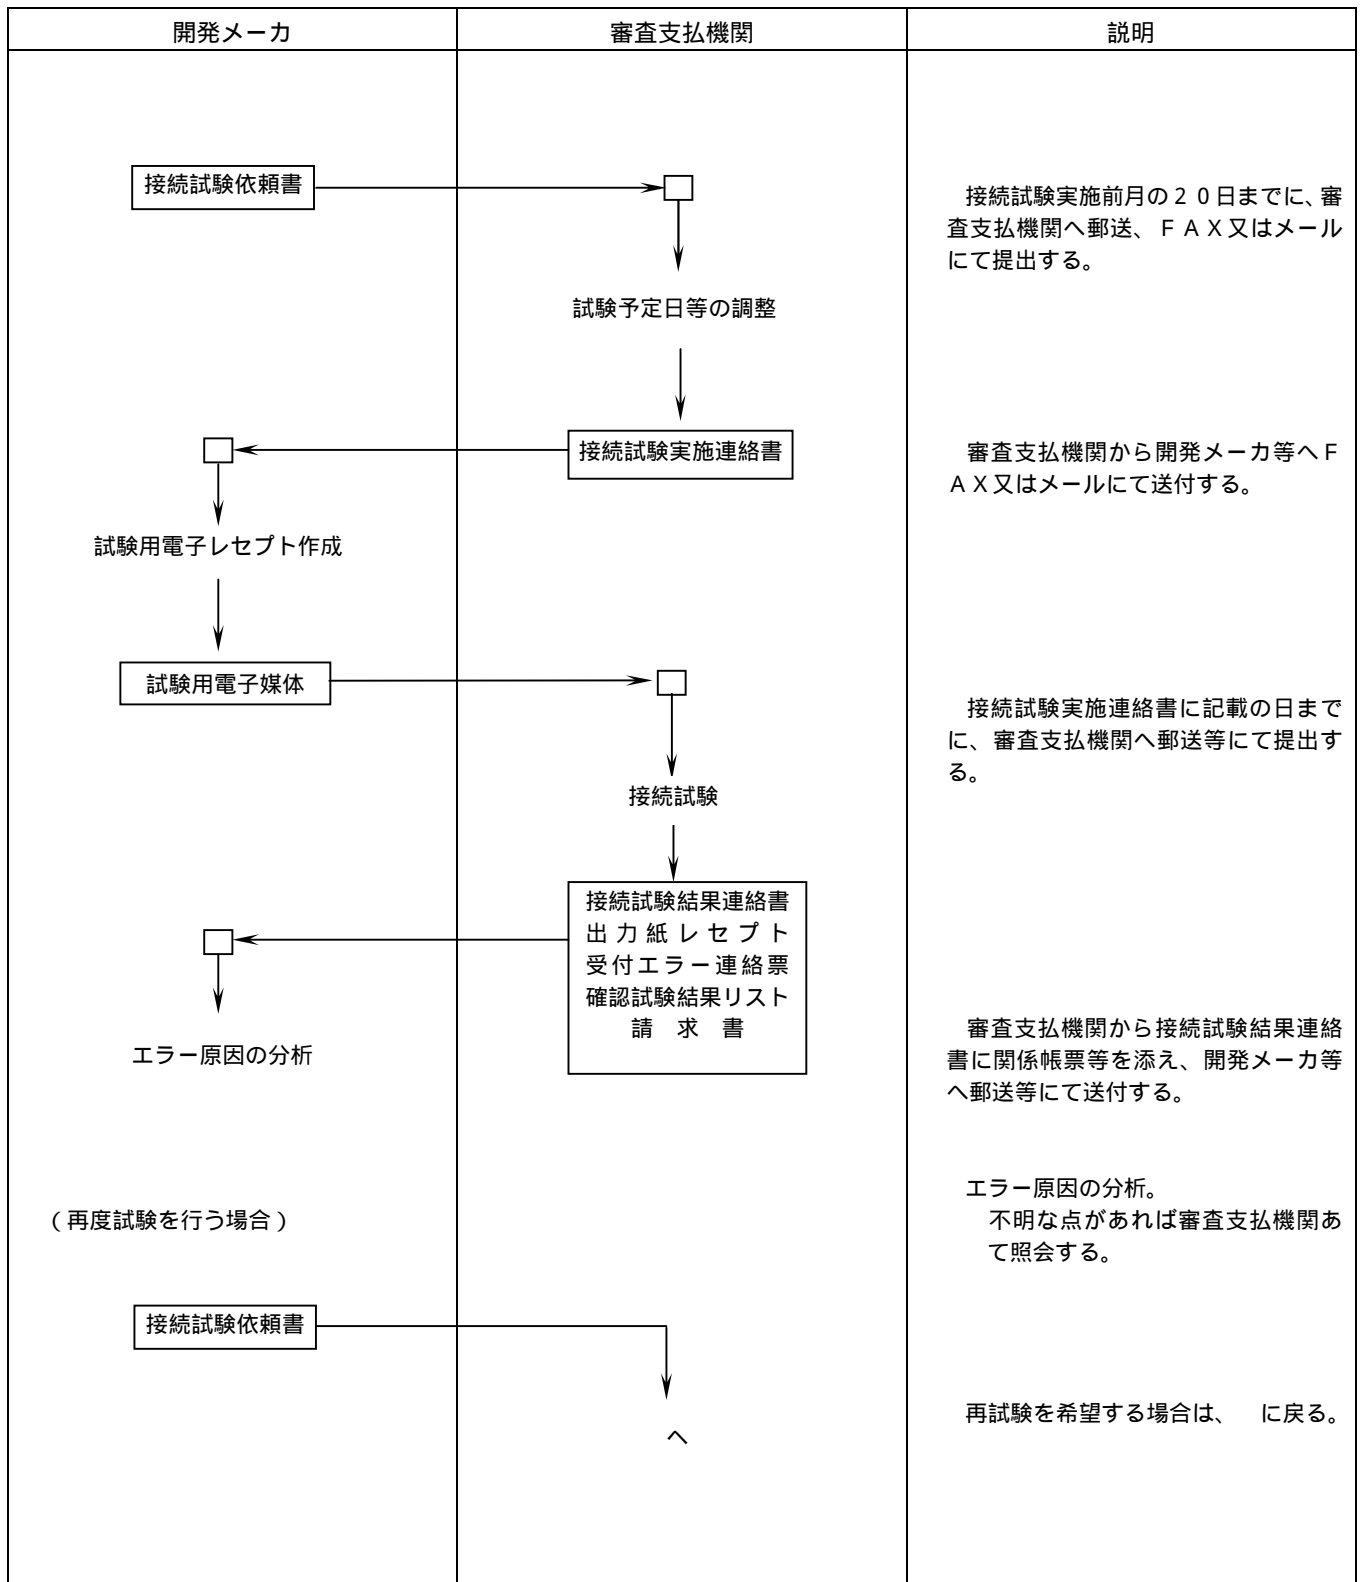 開発メーカ
審査支払機関
説明
接続試験依頼書
接続試験実施前月の２０日までに、審
査支払機関へ郵送、ＦＡＸ又はメール
にて提出する。
試験予定日等の調整
接続試験実施連絡書
審査支払機関から開発メーカ等へＦ
ＡＸ又はメールにて送付する。
試験用電子レセプト作成
試験用電子媒体
接続試験実施連絡書に記載の日まで
に、審査支払機関へ郵送等にて提出す
る。
接続試験
接続試験結果連絡書
出力紙レセプト
受付エラー連絡票
確認試験結果リスト
請　求　書
エラー原因の分析
審査支払機関から接続試験結果連絡
書に関係帳票等を添え、開発メーカ等
へ郵送等にて送付する。
エラー原因の分析。
不明な点があれば審査支払機関あ
て照会する。
（再度試験を行う場合）
接続試験依頼書
へ
再試験を希望する場合は、　に戻る。